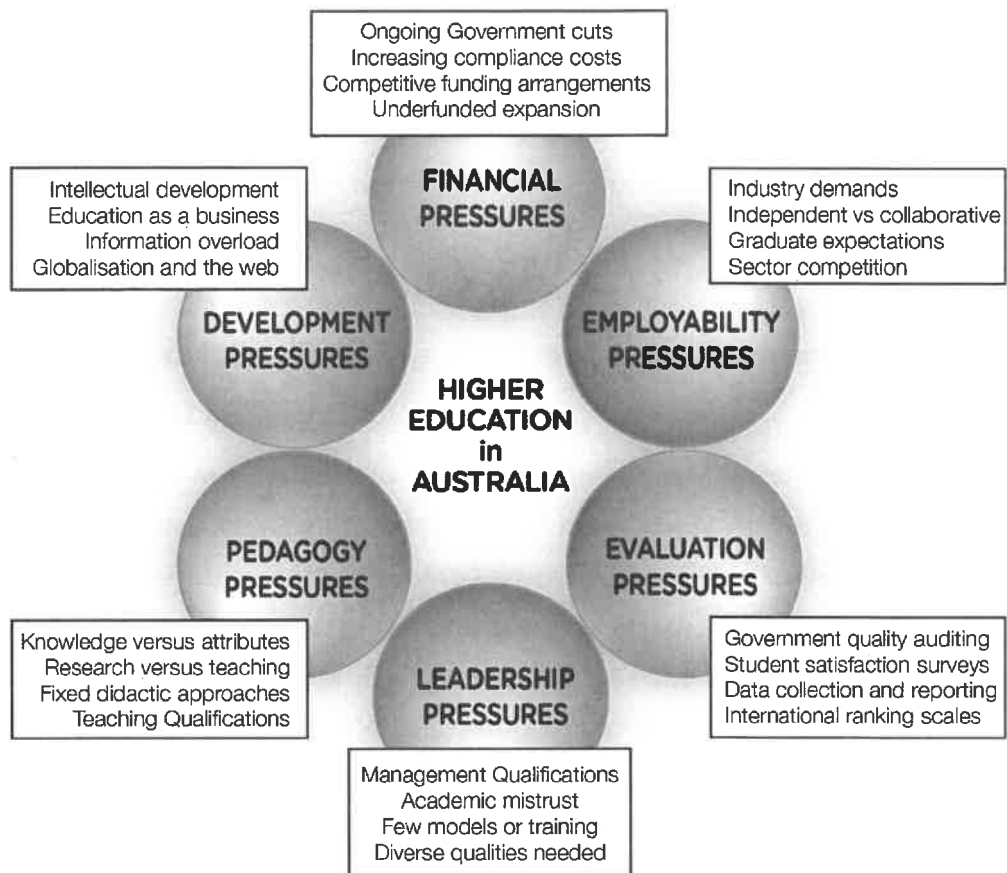 Ongoing Government cuts
Increasing compliance costs
Competitive funding arrangements
Underfunded expansion
FINANCIAL
PRESSURES
Intellectual development
Education as a business
Information overload
Globalisation and the web
DEVELOPMENT
PRESSURES
Industry demands
Independent vs collaborative
Graduate expectations
Sector competition
EMPLOYABILITY
PRESSURES
HIGHER
EDUCATION
in
AUSTRALIA
PEDAGOGY
PRESSURES
Knowledge versus attributes
Research versus teaching
Fixed didactic approaches
Teaching Qualifications
EVALUATION
PRESSURES
Government quality auditing
Student satisfaction surveys
Data collection and reporting
International ranking scales
LEADERSHIP
PRESSURES
Management Qualifications
Academic mistrust
Few models or training
Diverse qualities needed